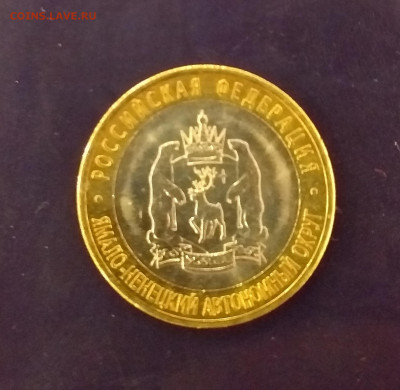 COINS.LAVE.RU
• РОССИЙСКАЯ ФЕДЕРАЦИЯ •
ЯМАЛО-НЕНЕЦКИЙ АВТОНОМНЫЙ ОКРУГ